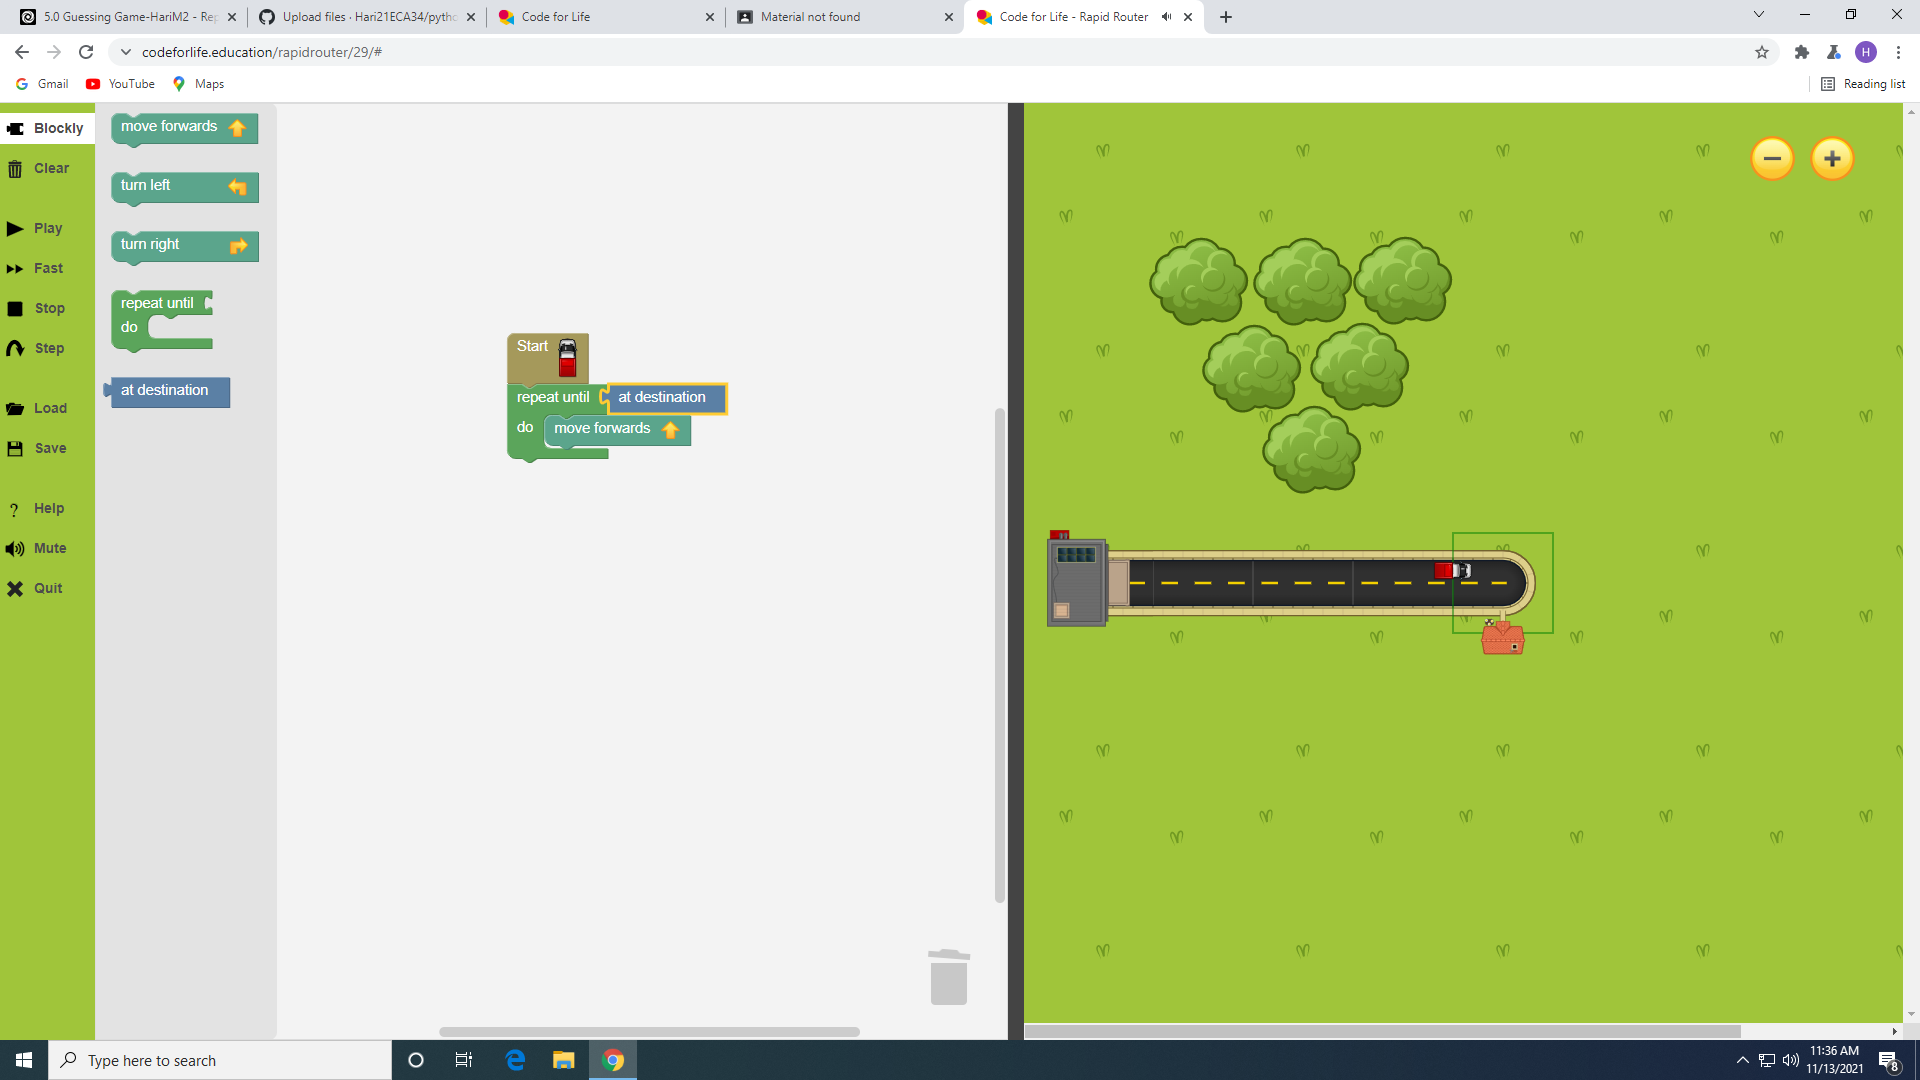 5.0 Guessing Game-HariM2 - Rep
Upload files · Hari21ECA34/pytho
Code for Life
Material not found
Code for Life - Rapid Router
codeforlife.education/rapidrouter/29/#
H
Gmail
YouTube
Maps
Reading list
Blockly
Clear
Play
Fast
Stop
Step
Load
Save
Help
Mute
Quit
move forwards
turn left
turn right
repeat until
do
at destination
Start
repeat until at destination
do move forwards
Type here to search
11:36 AM
11/13/2021
8